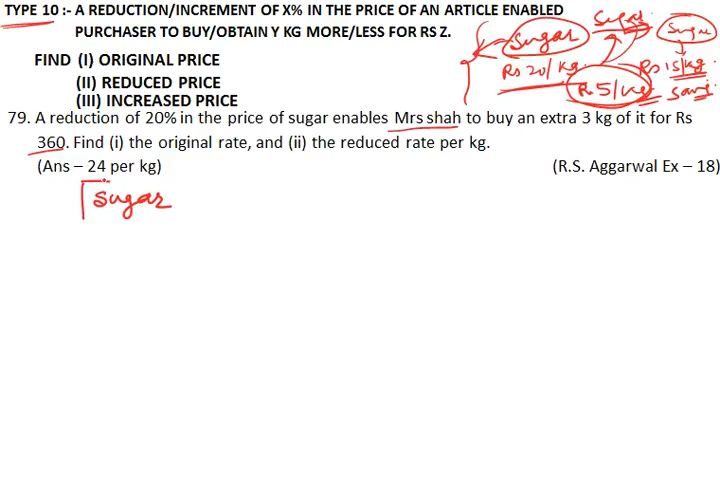 TYPE 10 :- A REDUCTION/INCREMENT OF X% IN THE PRICE OF AN ARTICLE ENABLED
PURCHASER TO BUY/OBTAIN Y KG MORE/LESS FOR RS Z.
FIND (I) ORIGINAL PRICE
(II) REDUCED PRICE
(III) INCREASED PRICE
Sugar
Rs 20/kg
Sugar
Rs 5/kg
Sugar
Rs 15/kg
79. A reduction of 20% in the price of sugar enables Mrs shah to buy an extra 3 kg of it for Rs
360. Find (i) the original rate, and (ii) the reduced rate per kg.
(Ans – 24 per kg) (R.S. Aggarwal Ex – 18)
Sugar